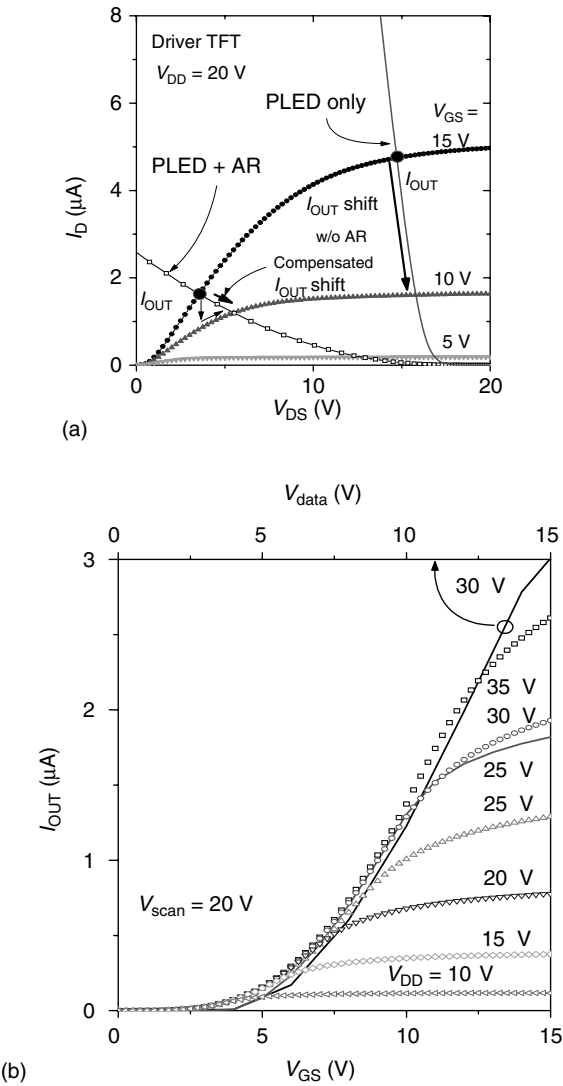 8
Driver TFT
V_DD = 20 V
PLED only
V_GS =
15 V
6
PLED + AR
I_OUT
I_D (µA)
4
I_OUT shift
w/o AR
Compensated
I_OUT shift
10 V
2
I_OUT
5 V
0
0 10 20
V_DS (V)
(a)
V_data (V)
0 5 10 15
3
30 V
35 V
30 V
2
25 V
I_OUT (µA)
25 V
1
20 V
V_scan = 20 V
15 V
V_DD = 10 V
0
0 5 10 15
V_GS (V)
(b)